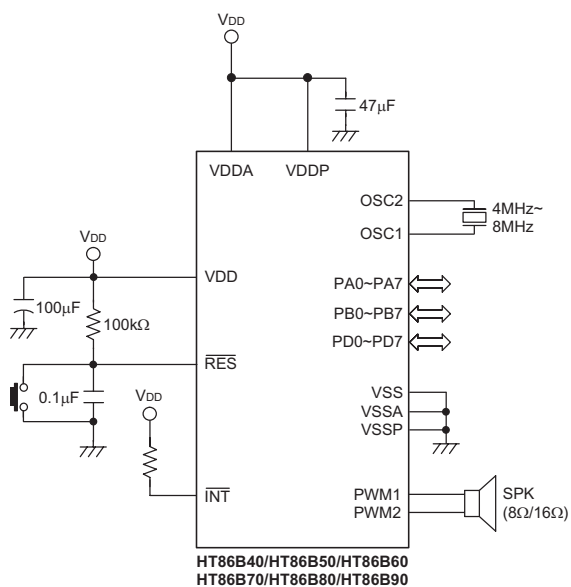 VDD
47μF
VDDA
VDDP
OSC2
OSC1
4MHz~
8MHz
VDD
VDD
100μF
100kΩ
PA0~PA7
PB0~PB7
PD0~PD7
RES
0.1μF
VDD
VSS
VSSA
VSSP
INT
PWM1
PWM2
SPK
(8Ω/16Ω)
HT86B40/HT86B50/HT86B60
HT86B70/HT86B80/HT86B90